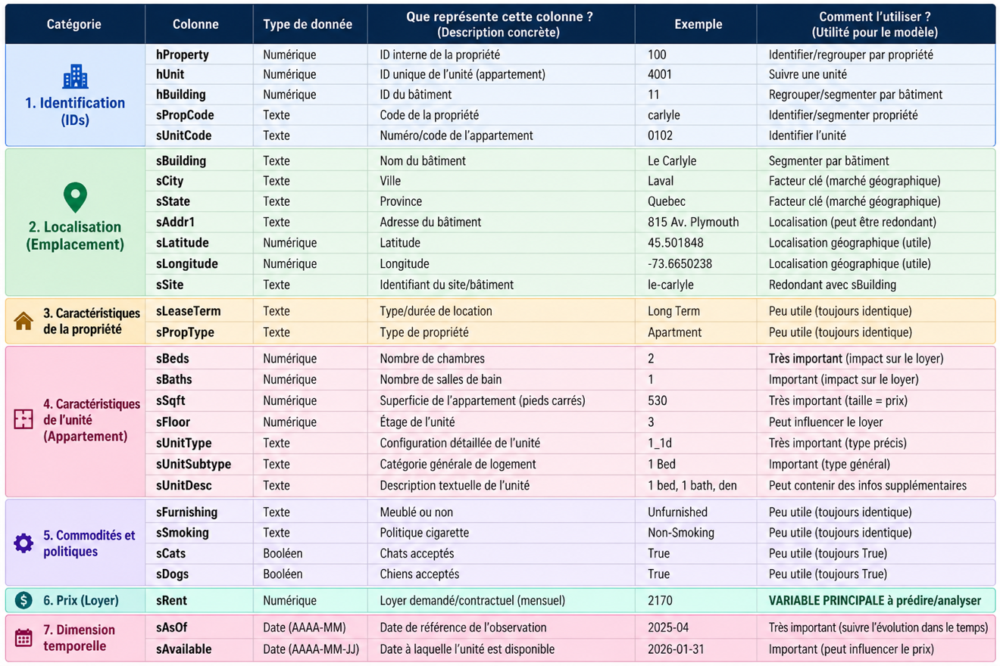 Catégorie
Colonne
Type de donnée
Que représente cette colonne ?
(Description concrète)
Exemple
Comment l'utiliser ?
(Utilité pour le modèle)
1. Identification
(IDs)
hProperty Numérique ID interne de la propriété 100 Identifier/regrouper par propriété
hUnit Numérique ID unique de l'unité (appartement) 4001 Suivre une unité
hBuilding Numérique ID du bâtiment 11 Regrouper/segmenter par bâtiment
sPropCode Texte Code de la propriété carlyle Identifier/segmenter propriété
sUnitCode Texte Numéro/code de l'appartement 0102 Identifier l'unité
2. Localisation
(Emplacement)
sBuilding Texte Nom du bâtiment Le Carlyle Segmenter par bâtiment
sCity Texte Ville Laval Facteur clé (marché géographique)
sState Texte Province Quebec Facteur clé (marché géographique)
sAddr1 Texte Adresse du bâtiment 815 Av. Plymouth Localisation (peut être redondant)
sLatitude Numérique Latitude 45.501848 Localisation géographique (utile)
sLongitude Numérique Longitude -73.6650238 Localisation géographique (utile)
sSite Texte Identifiant du site/bâtiment le-carlyle Redondant avec sBuilding
3. Caractéristiques
de la propriété
sLeaseTerm Texte Type/durée de location Long Term Peu utile (toujours identique)
sPropType Texte Type de propriété Apartment Peu utile (toujours identique)
4. Caractéristiques
de l'unité
(Appartement)
sBeds Numérique Nombre de chambres 2 Très important (impact sur le loyer)
sBaths Numérique Nombre de salles de bain 1 Important (impact sur le loyer)
sSqft Numérique Superficie de l'appartement (pieds carrés) 530 Très important (taille = prix)
sFloor Numérique Étage de l'unité 3 Peut influencer le loyer
sUnitType Texte Configuration détaillée de l'unité 1_1d Très important (type précis)
sUnitSubtype Texte Catégorie générale de logement 1 Bed Important (type général)
sUnitDesc Texte Description textuelle de l'unité 1 bed, 1 bath, den Peut contenir des infos supplémentaires
5. Commodités et
politiques
sFurnishing Texte Meublé ou non Unfurnished Peu utile (toujours identique)
sSmoking Texte Politique cigarette Non-Smoking Peu utile (toujours identique)
sCats Booléen Chats acceptés True Peu utile (toujours True)
sDogs Booléen Chiens acceptés True Peu utile (toujours True)
6. Prix (Loyer)
sRent Numérique Loyer demandé/contractuel (mensuel) 2170 VARIABLE PRINCIPALE à prédire/analyser
7. Dimension
temporelle
sAsOf Date (AAAA-MM) Date de référence de l'observation 2025-04 Très important (suivre l'évolution dans le temps)
sAvailable Date (AAAA-MM-JJ) Date à laquelle l'unité est disponible 2026-01-31 Important (peut influencer le prix)